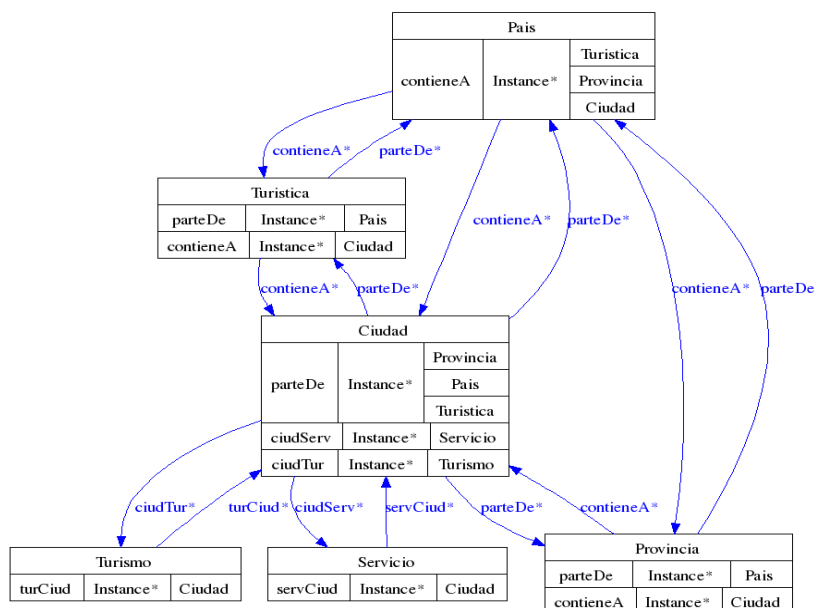 Pais
contieneA Instance* Turistica
Provincia
Ciudad
contieneA* parteDe*
Turistica
parteDe Instance* Pais
contieneA Instance* Ciudad
contieneA* parteDe*
contieneA* parteDe*
contieneA* parteDe
Ciudad
parteDe Instance* Provincia
Pais
Turistica
ciudServ Instance* Servicio
ciudTur Instance* Turismo
ciudTur* turCiud* ciudServ* servCiud* parteDe* contieneA*
Turismo
turCiud Instance* Ciudad
Servicio
servCiud Instance* Ciudad
Provincia
parteDe Instance* Pais
contieneA Instance* Ciudad